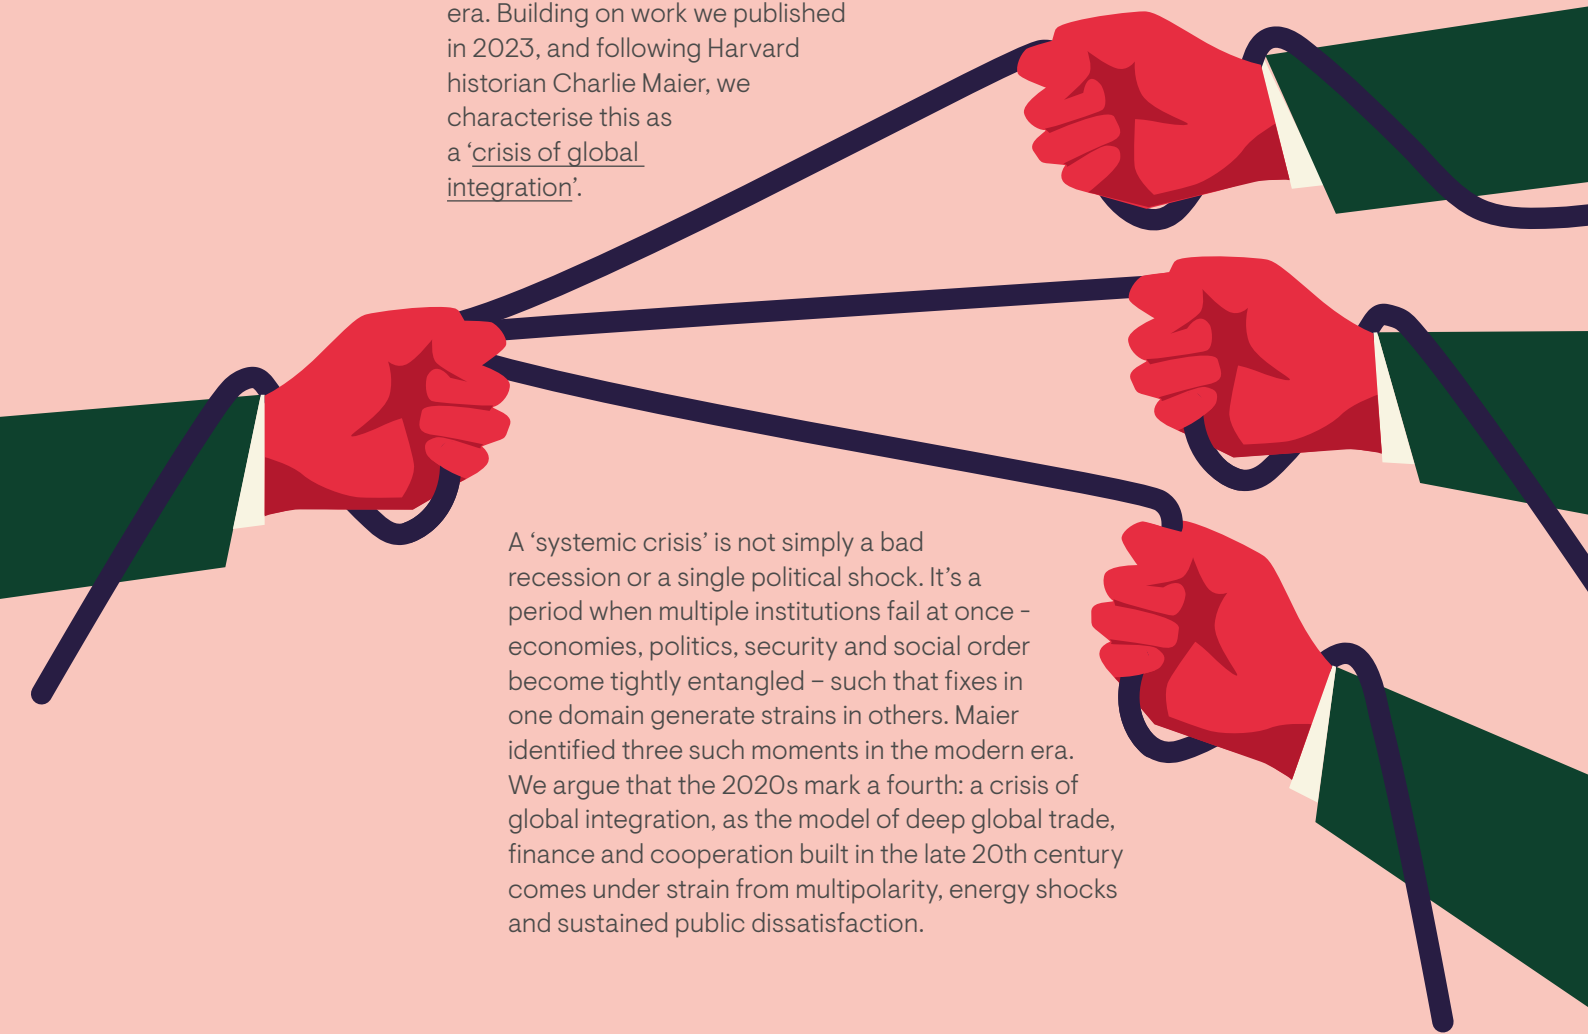 era. Building on work we published
in 2023, and following Harvard
historian Charlie Maier, we
characterise this as
a ‘crisis of global
integration’.
A ‘systemic crisis’ is not simply a bad
recession or a single political shock. It’s a
period when multiple institutions fail at once -
economies, politics, security and social order
become tightly entangled – such that fixes in
one domain generate strains in others. Maier
identified three such moments in the modern era.
We argue that the 2020s mark a fourth: a crisis of
global integration, as the model of deep global trade,
finance and cooperation built in the late 20th century
comes under strain from multipolarity, energy shocks
and sustained public dissatisfaction.